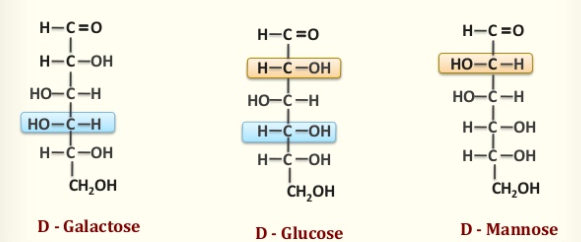 H–C=O
H–C–OH
HO–C–H
HO–C–H
H–C–OH
CH₂OH
D - Galactose
H–C=O
H–C–OH
HO–C–H
H–C–OH
H–C–OH
CH₂OH
D - Glucose
H–C=O
HO–C–H
HO–C–H
H–C–OH
H–C–OH
CH₂OH
D - Mannose